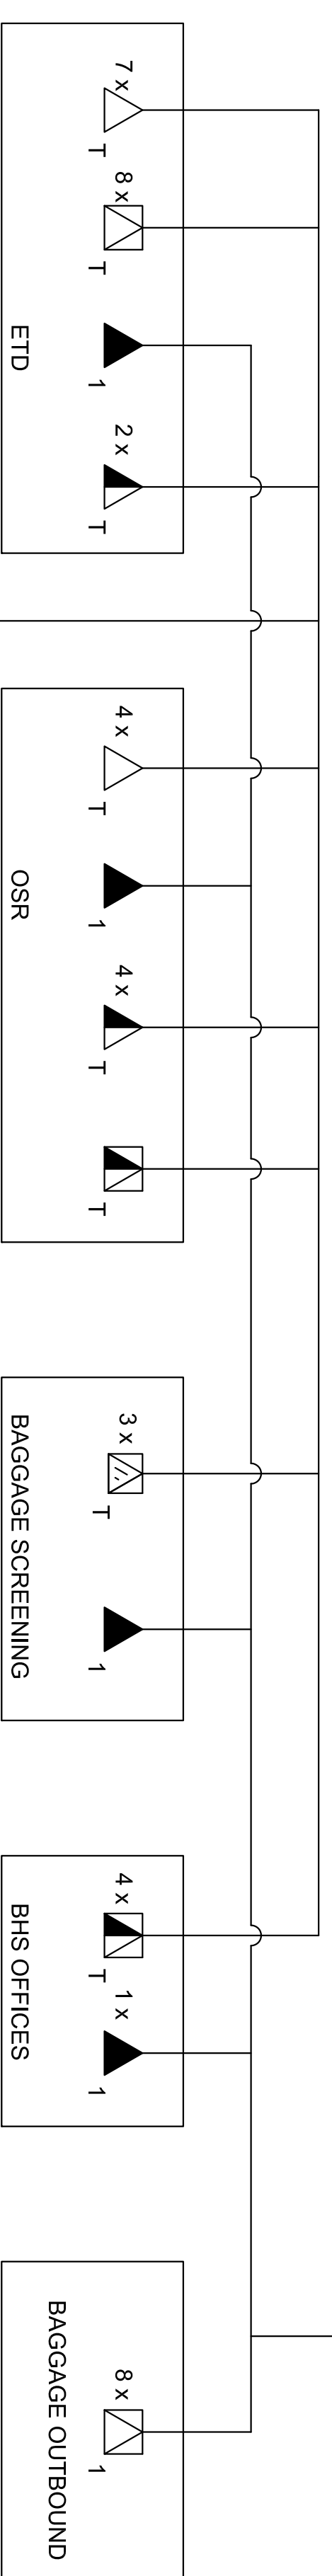 7 x
T
8 x
T
1
2 x
T
ETD
4 x
T
1
4 x
T
T
OSR
3 x
T
1
BAGGAGE SCREENING
4 x
T
1 x
1
BHS OFFICES
8 x
1
BAGGAGE OUTBOUND